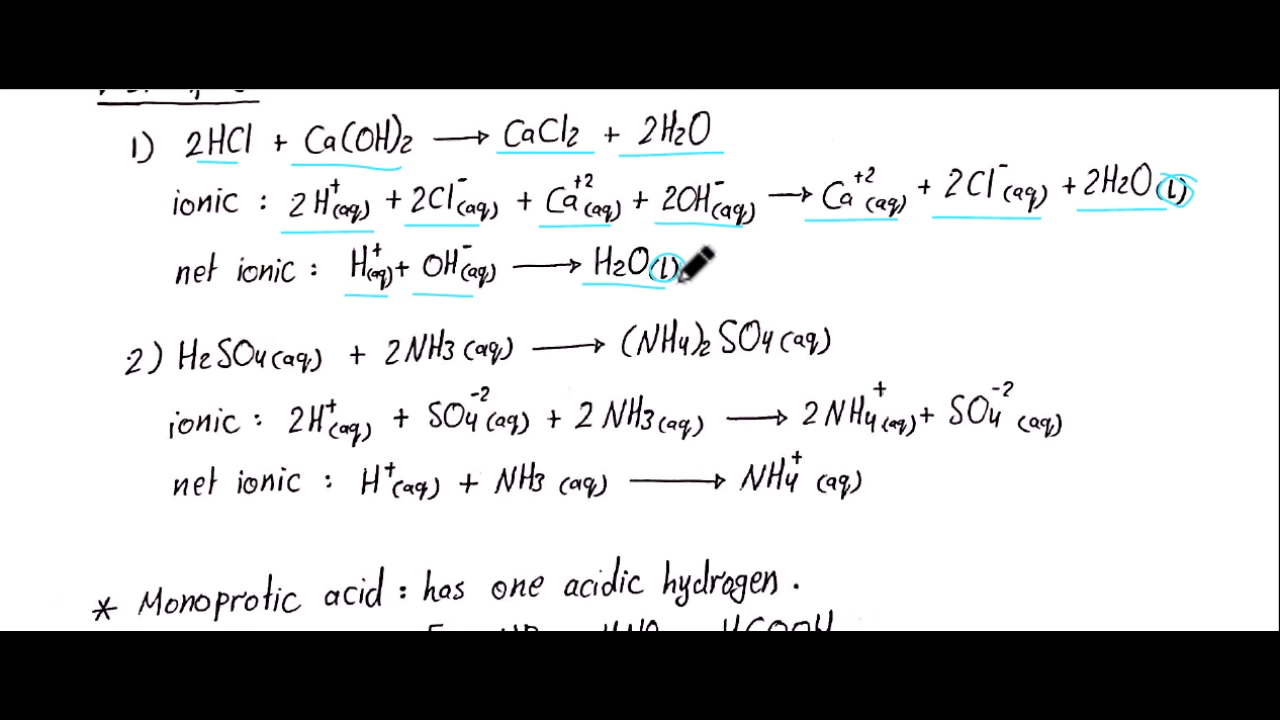 1) 2HCl + Ca(OH)2 ⟶ CaCl2 + 2H2O
ionic : 2H+(aq) + 2Cl-(aq) + Ca+2(aq) + 2OH-(aq) ⟶ Ca+2(aq) + 2Cl-(aq) + 2H2O(l)
net ionic : H+(aq) + OH-(aq) ⟶ H2O(l)
2) H2SO4(aq) + 2NH3(aq) ⟶ (NH4)2SO4(aq)
ionic : 2H+(aq) + SO4-2(aq) + 2NH3(aq) ⟶ 2NH4+(aq) + SO4-2(aq)
net ionic : H+(aq) + NH3(aq) ⟶ NH4+(aq)
* Monoprotic acid : has one acidic hydrogen .